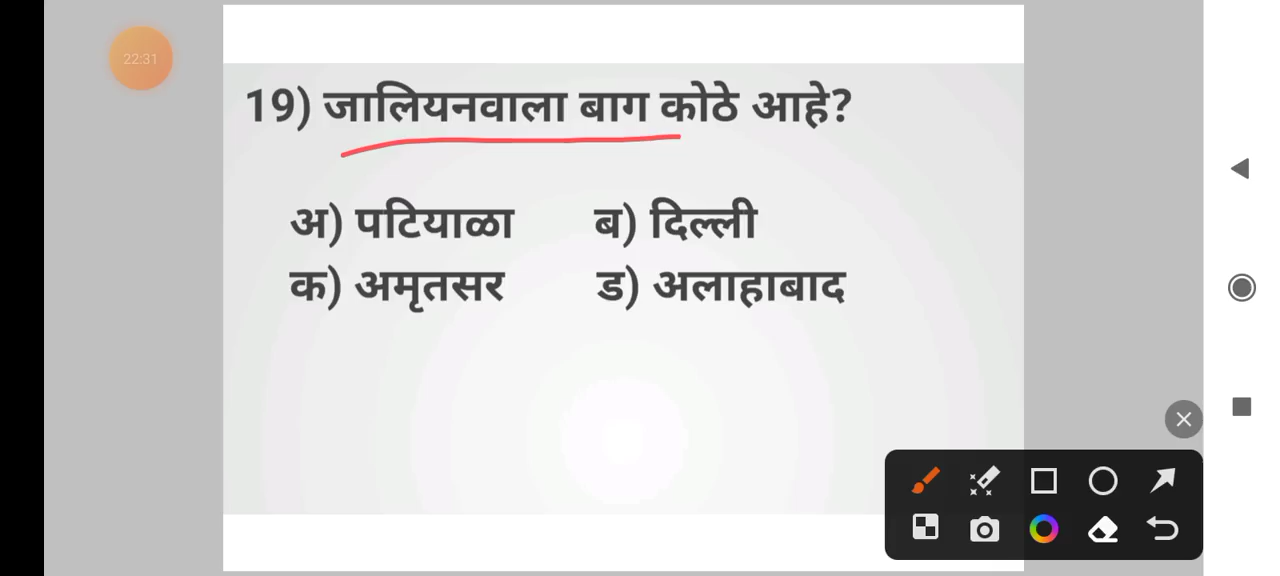 22:31
19) जालियनवाला बाग कोठे आहे?
अ) पटियाळा ब) दिल्ली
क) अमृतसर ड) अलाहाबाद